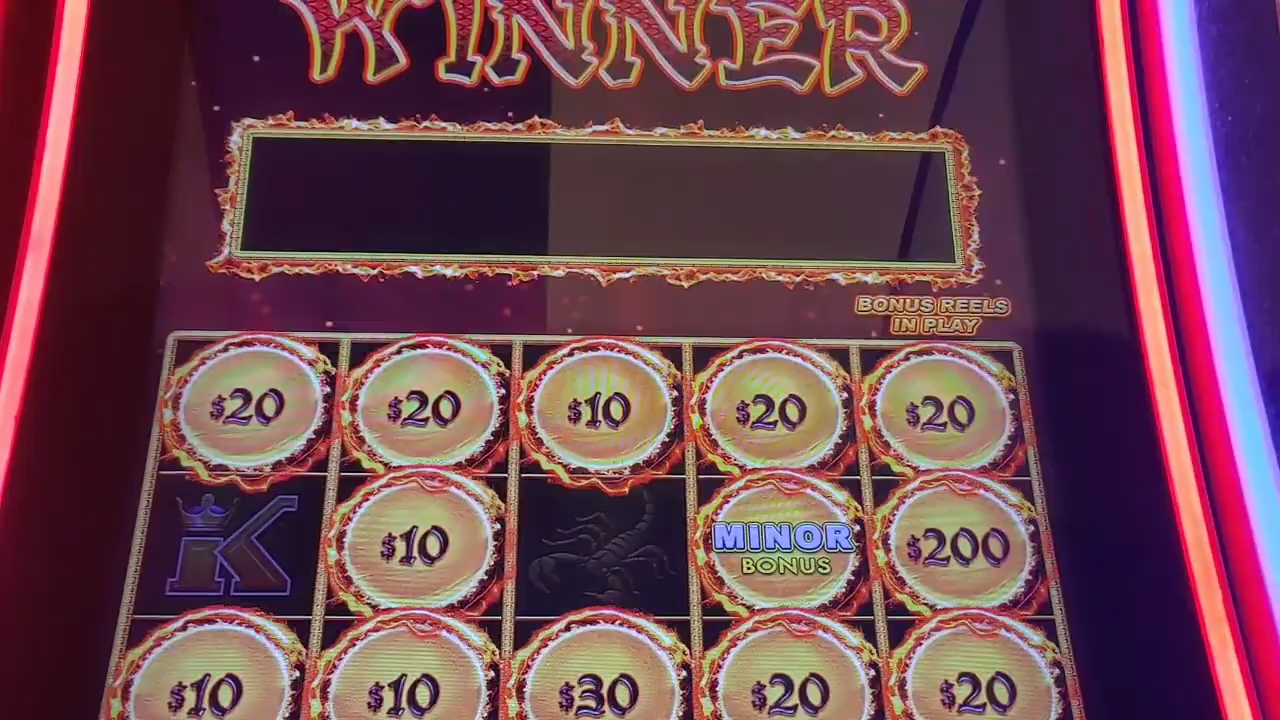 WINNER
BONUS REELS
IN PLAY
$20 $20 $10 $20 $20
K $10 MINOR $200
BONUS
$10 $10 $30 $20 $20